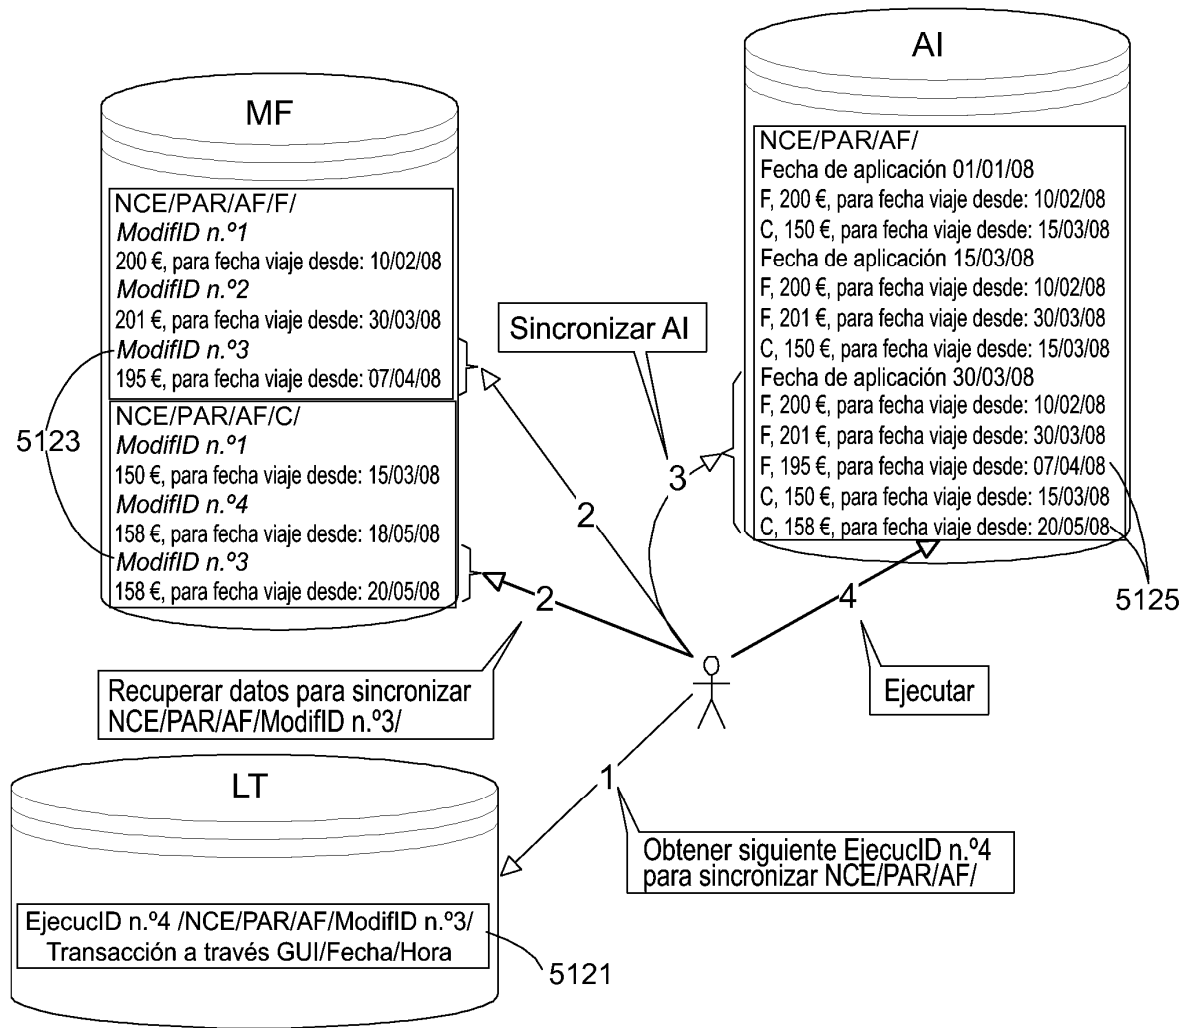 MF
NCE/PAR/AF/F/
ModifID n.º1
200 €, para fecha viaje desde: 10/02/08
ModifID n.º2
201 €, para fecha viaje desde: 30/03/08
ModifID n.º3
195 €, para fecha viaje desde: 07/04/08
NCE/PAR/AF/C/
ModifID n.º1
150 €, para fecha viaje desde: 15/03/08
ModifID n.º4
158 €, para fecha viaje desde: 18/05/08
ModifID n.º3
158 €, para fecha viaje desde: 20/05/08
5123
AI
NCE/PAR/AF/
Fecha de aplicación 01/01/08
F, 200 €, para fecha viaje desde: 10/02/08
C, 150 €, para fecha viaje desde: 15/03/08
Fecha de aplicación 15/03/08
F, 200 €, para fecha viaje desde: 10/02/08
F, 201 €, para fecha viaje desde: 30/03/08
C, 150 €, para fecha viaje desde: 15/03/08
Fecha de aplicación 30/03/08
F, 200 €, para fecha viaje desde: 10/02/08
F, 201 €, para fecha viaje desde: 30/03/08
F, 195 €, para fecha viaje desde: 07/04/08
C, 150 €, para fecha viaje desde: 15/03/08
C, 158 €, para fecha viaje desde: 20/05/08
5125
Sincronizar AI
3
2
2
4
Recuperar datos para sincronizar
NCE/PAR/AF/ModifID n.º3/
Ejecutar
1
Obtener siguiente EjecucID n.º4
para sincronizar NCE/PAR/AF/
LT
EjecucID n.º4 /NCE/PAR/AF/ModifID n.º3/
Transacción a través GUI/Fecha/Hora
5121